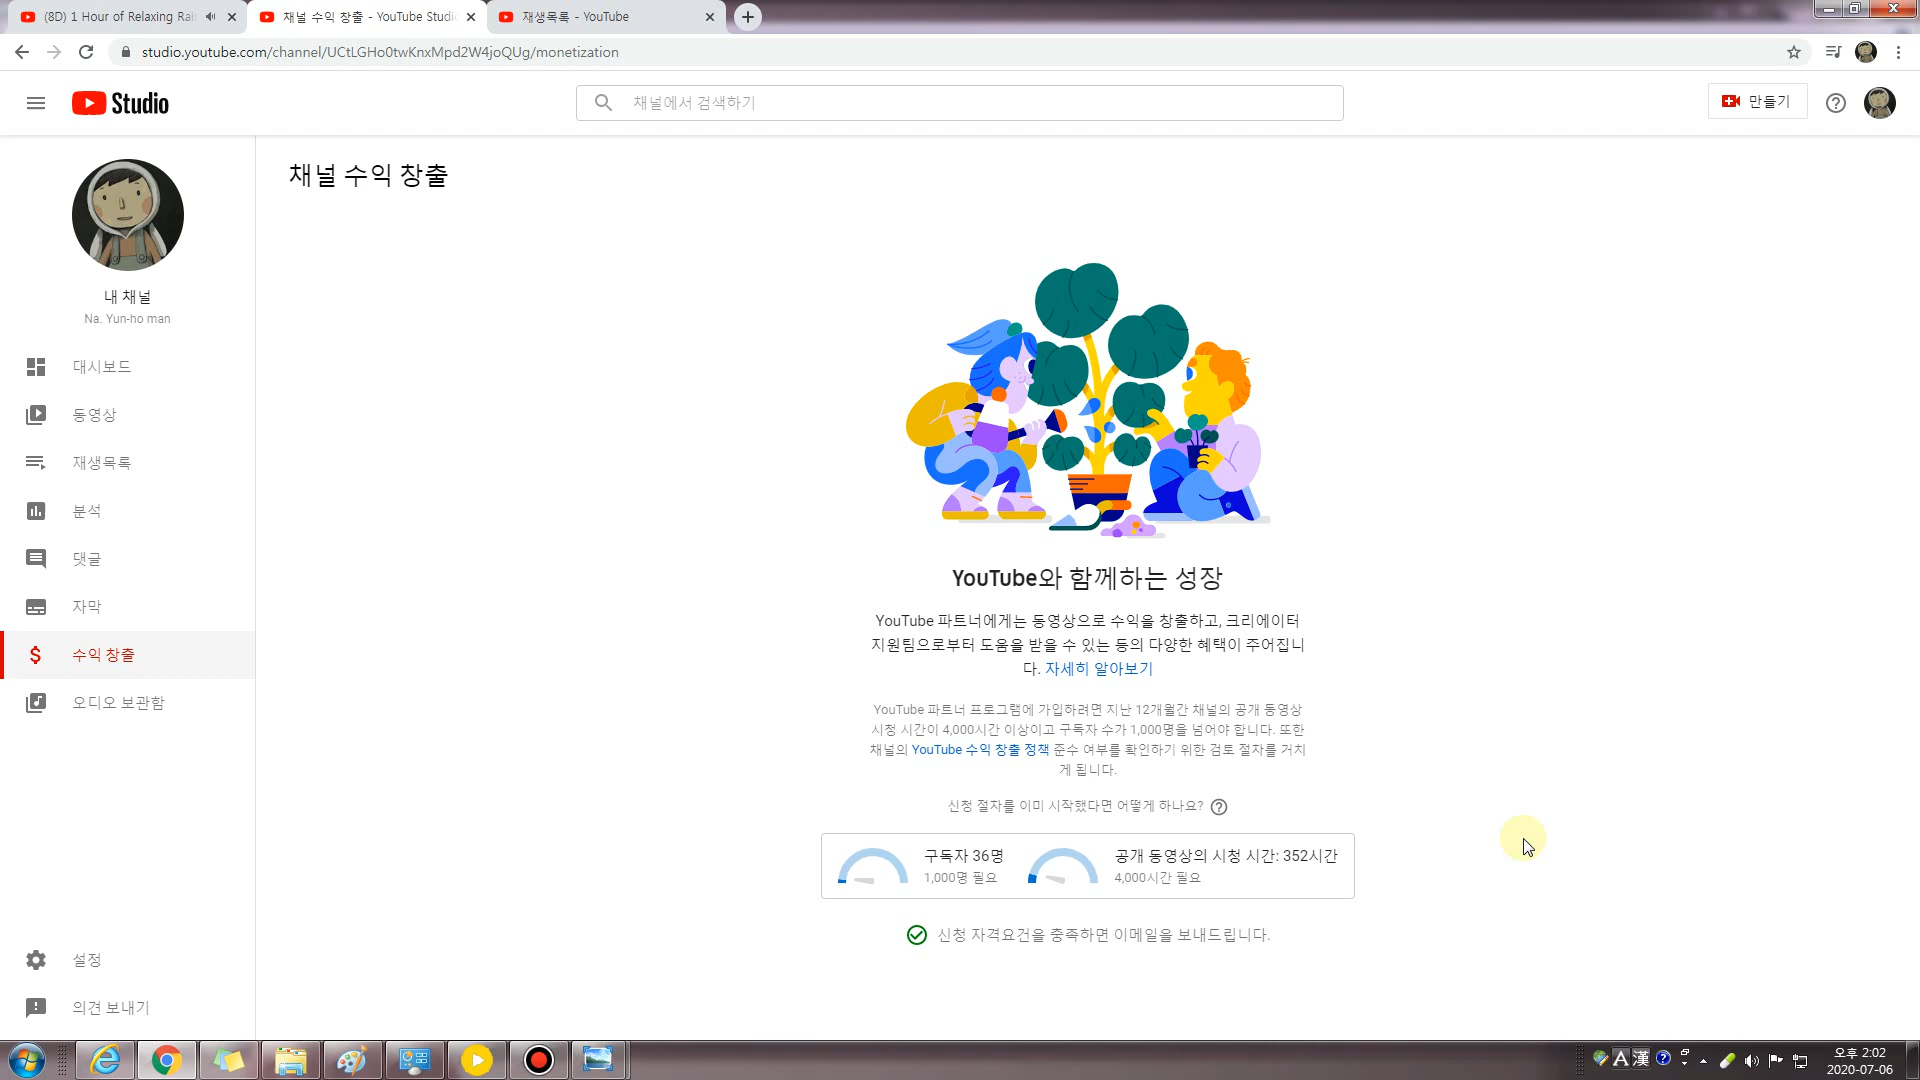 (8D) 1 Hour of Relaxing Rai
채널 수익 창출 - YouTube Studio
재생목록 - YouTube
studio.youtube.com/channel/UCtLGHo0twKnxMpd2W4joQUg/monetization
Studio
채널에서 검색하기
만들기
내 채널
Na. Yun-ho man
대시보드
동영상
재생목록
분석
댓글
자막
수익 창출
오디오 보관함
설정
의견 보내기
채널 수익 창출
YouTube와 함께하는 성장
YouTube 파트너에게는 동영상으로 수익을 창출하고, 크리에이터
지원팀으로부터 도움을 받을 수 있는 등의 다양한 혜택이 주어집니
다. 자세히 알아보기
YouTube 파트너 프로그램에 가입하려면 지난 12개월간 채널의 공개 동영상
시청 시간이 4,000시간 이상이고 구독자 수가 1,000명을 넘어야 합니다. 또한
채널의 YouTube 수익 창출 정책 준수 여부를 확인하기 위한 검토 절차를 거치
게 됩니다.
신청 절차를 이미 시작했다면 어떻게 하나요?
구독자 36명
1,000명 필요
공개 동영상의 시청 시간: 352시간
4,000시간 필요
신청 자격요건을 충족하면 이메일을 보내드립니다.
A 漢
오후 2:02
2020-07-06